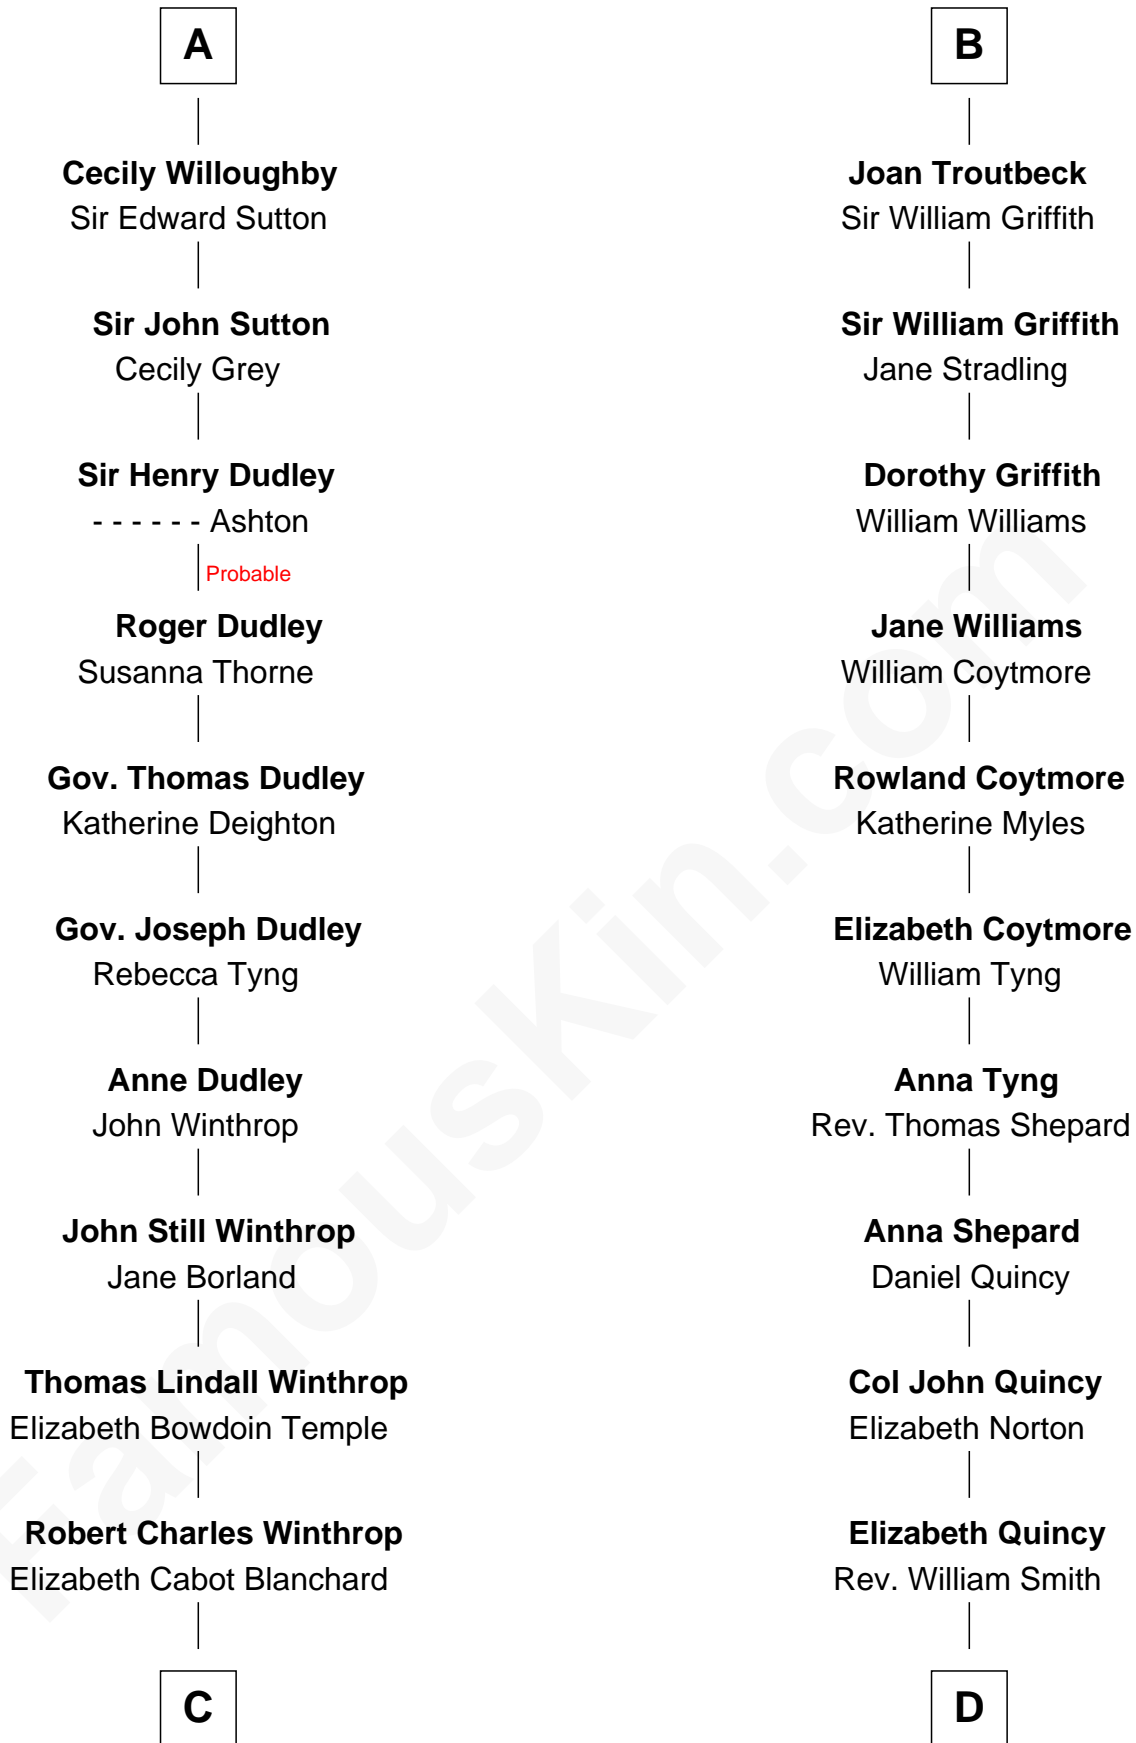 A
Cecily Willoughby
Sir Edward Sutton
Sir John Sutton
Cecily Grey
Sir Henry Dudley
- - - - - - Ashton
Probable
Roger Dudley
Susanna Thorne
Gov. Thomas Dudley
Katherine Deighton
Gov. Joseph Dudley
Rebecca Tyng
Anne Dudley
John Winthrop
John Still Winthrop
Jane Borland
Thomas Lindall Winthrop
Elizabeth Bowdoin Temple
Robert Charles Winthrop
Elizabeth Cabot Blanchard
C
B
Joan Troutbeck
Sir William Griffith
Sir William Griffith
Jane Stradling
Dorothy Griffith
William Williams
Jane Williams
William Coytmore
Rowland Coytmore
Katherine Myles
Elizabeth Coytmore
William Tyng
Anna Tyng
Rev. Thomas Shepard
Anna Shepard
Daniel Quincy
Col John Quincy
Elizabeth Norton
Elizabeth Quincy
Rev. William Smith
D
FamousKin.com